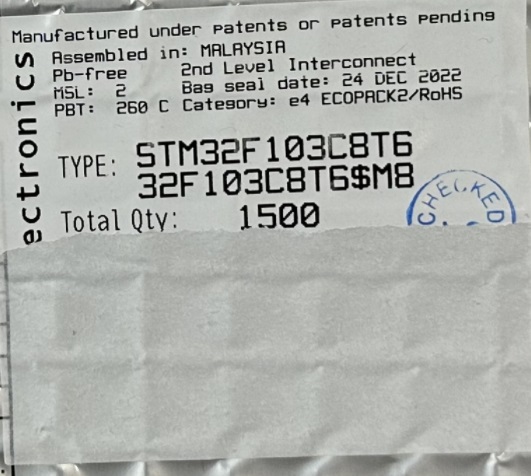 Manufactured under patents or patents pending
Assembled in: MALAYSIA
Pb-free 2nd Level Interconnect
MSL: 2 Bag seal date: 24 DEC 2022
PBT: 260 C Category: e4 ECOPACK2/RoHS
ectronics
TYPE: STM32F103C8T6
32F103C8T6$M8
Total Qty: 1500
CHECKED